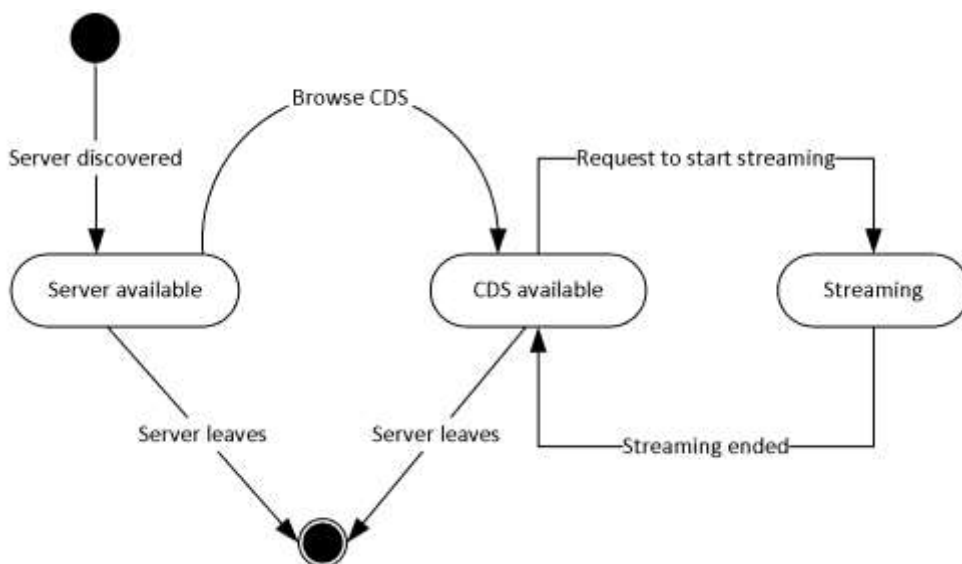 Browse CDS
Server discovered
Request to start streaming
Server available
CDS available
Streaming
Server leaves
Server leaves
Streaming ended